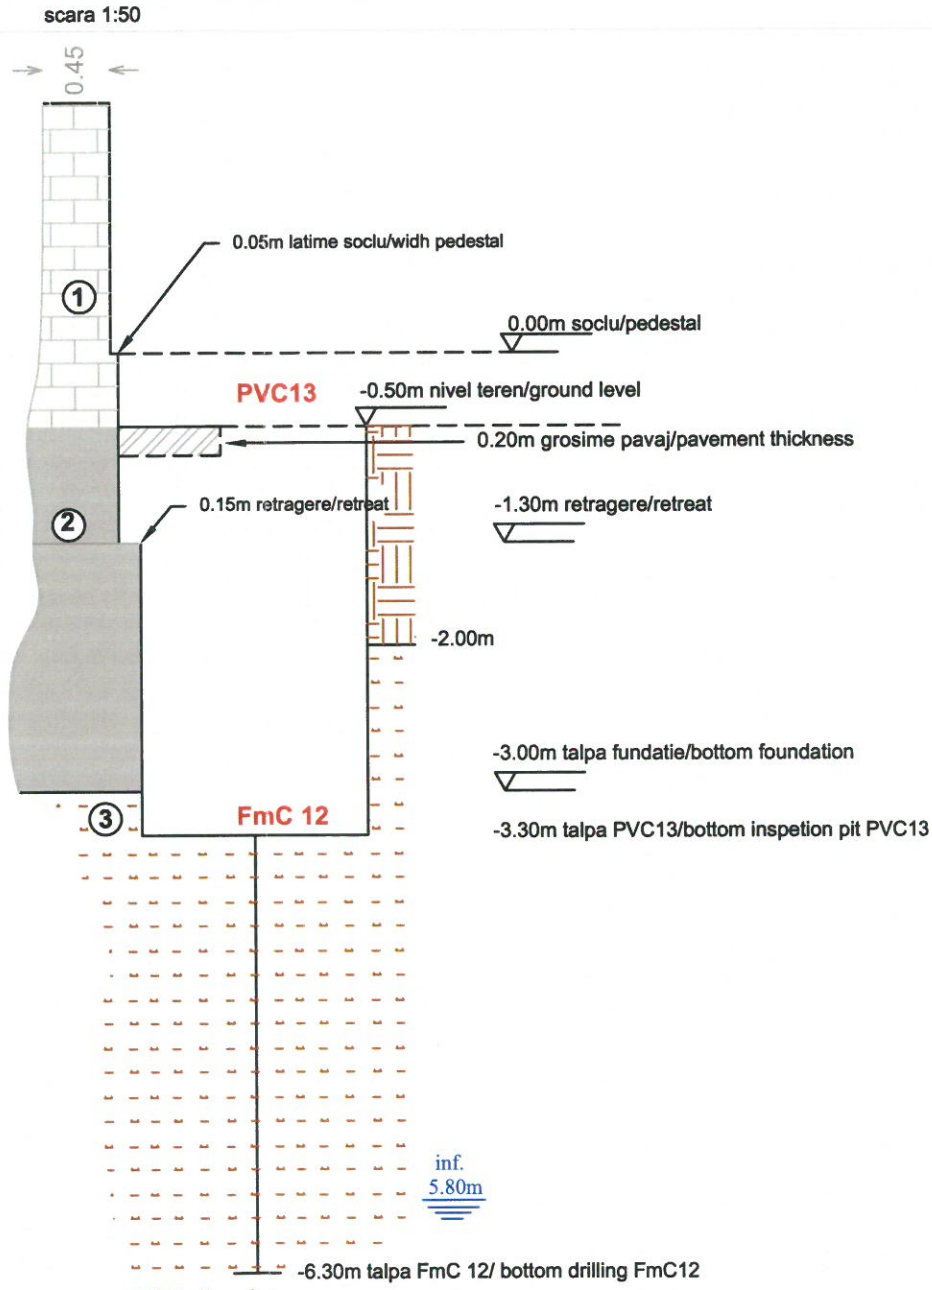 scara 1:50
0.45
0.05m latime soclu/widh pedestal
1
0.00m soclu/pedestal
PVC13
-0.50m nivel teren/ground level
0.20m grosime pavaj/pavement thickness
0.15m retragere/retreat
-1.30m retragere/retreat
2
-2.00m
-3.00m talpa fundatie/bottom foundation
3
FmC 12
-3.30m talpa PVC13/bottom inspetion pit PVC13
inf.
5.80m
-6.30m talpa FmC 12/ bottom drilling FmC12